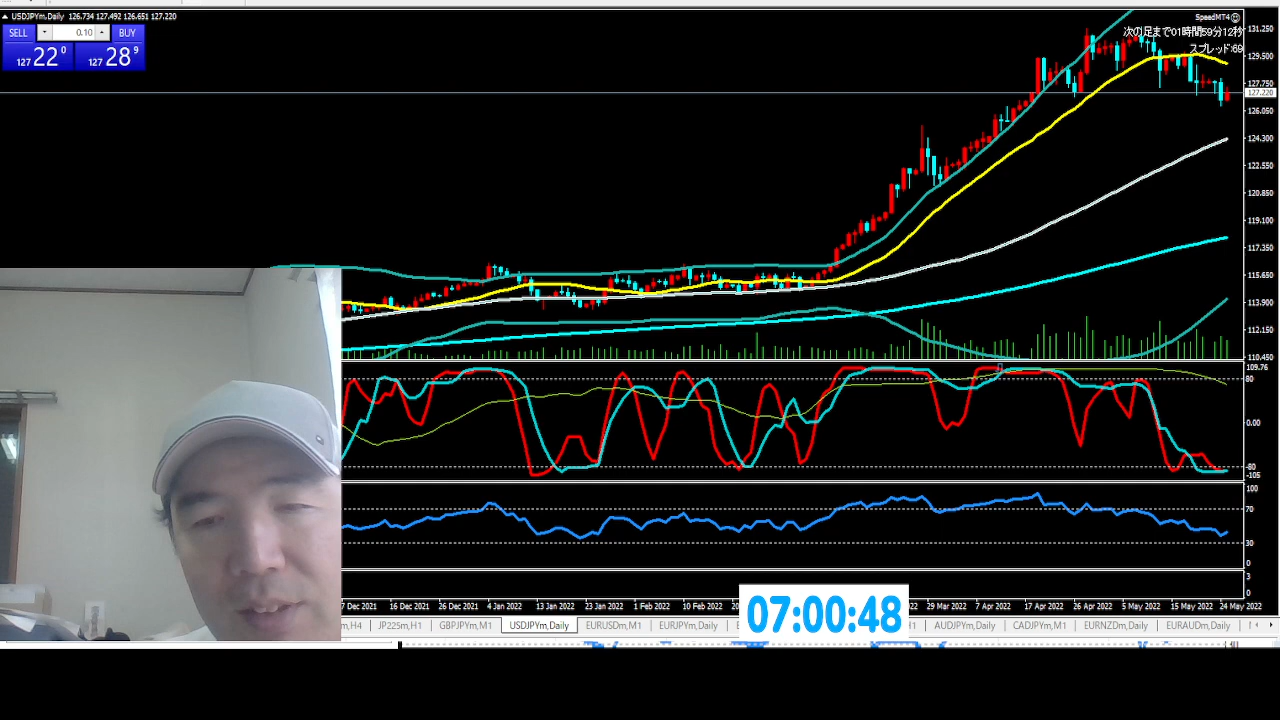 USDJPYm,Daily 126.734 127.492 126.651 127.220
SpeedMT4
SELL 0.10 BUY
127 22 0
127 28 9
次の足まで01時間59分12秒
スプレッド:69
131.250
129.500
127.750
127.220
126.050
124.300
122.550
120.850
119.100
117.350
115.650
113.900
112.150
110.450
109.76
80
0.00
-80
-105
100
70
30
0
3
0
7 Dec 2021 16 Dec 2021 26 Dec 2021 4 Jan 2022 13 Jan 2022 23 Jan 2022 1 Feb 2022 10 Feb 2022 2022 29 Mar 2022 7 Apr 2022 17 Apr 2022 26 Apr 2022 5 May 2022 15 May 2022 24 May 2022
07:00:48
m,H4 JP225m,H1 GBPJPYm,M1 USDJPYm,Daily EURUSDm,M1 EURJPYm,Daily H1 AUDJPYm,Daily CADJPYm,M1 EURNZDm,Daily EURAUDm,Daily